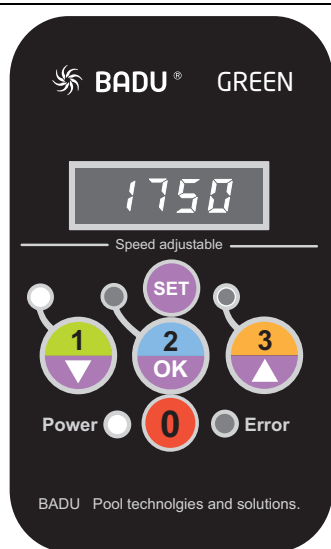 BADU® GREEN
1750
Speed adjustable
SET
1 2 3
OK
Power 0 Error
BADU Pool technolgies and solutions.